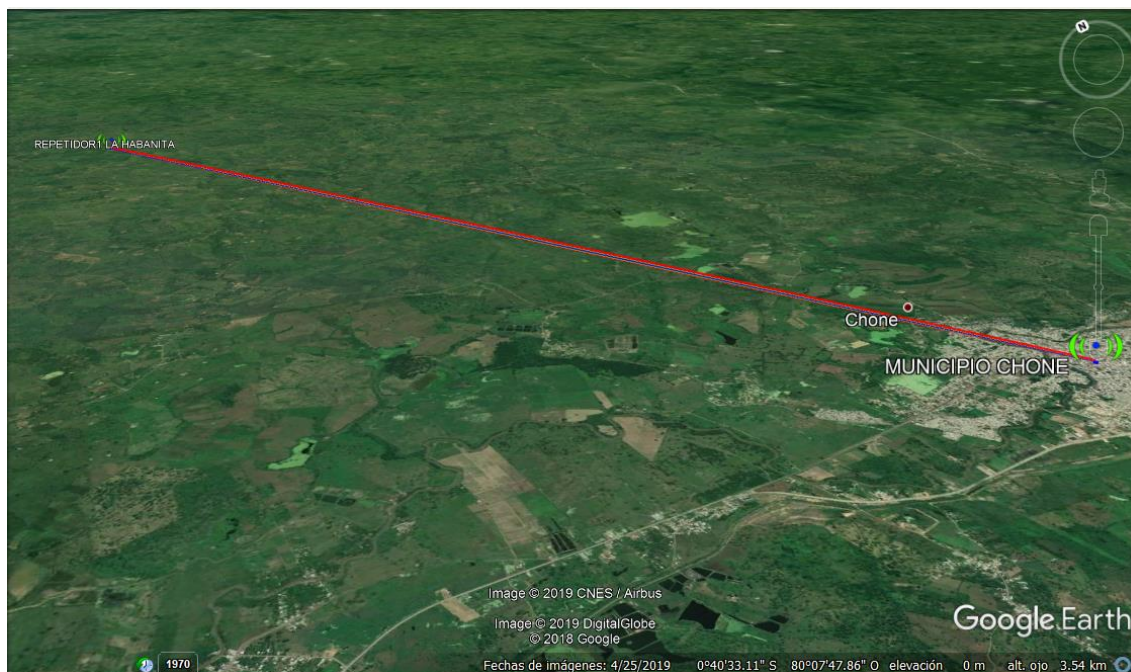 N
REPETIDOR1 LA HABANITA
Chone
MUNICIPIO CHONE
Image © 2019 CNES / Airbus
Image © 2019 DigitalGlobe
© 2018 Google
Google Earth
1970
Fechas de imágenes: 4/25/2019 0°40'33.11" S 80°07'47.86" O elevación 0 m alt. ojo 3.54 km